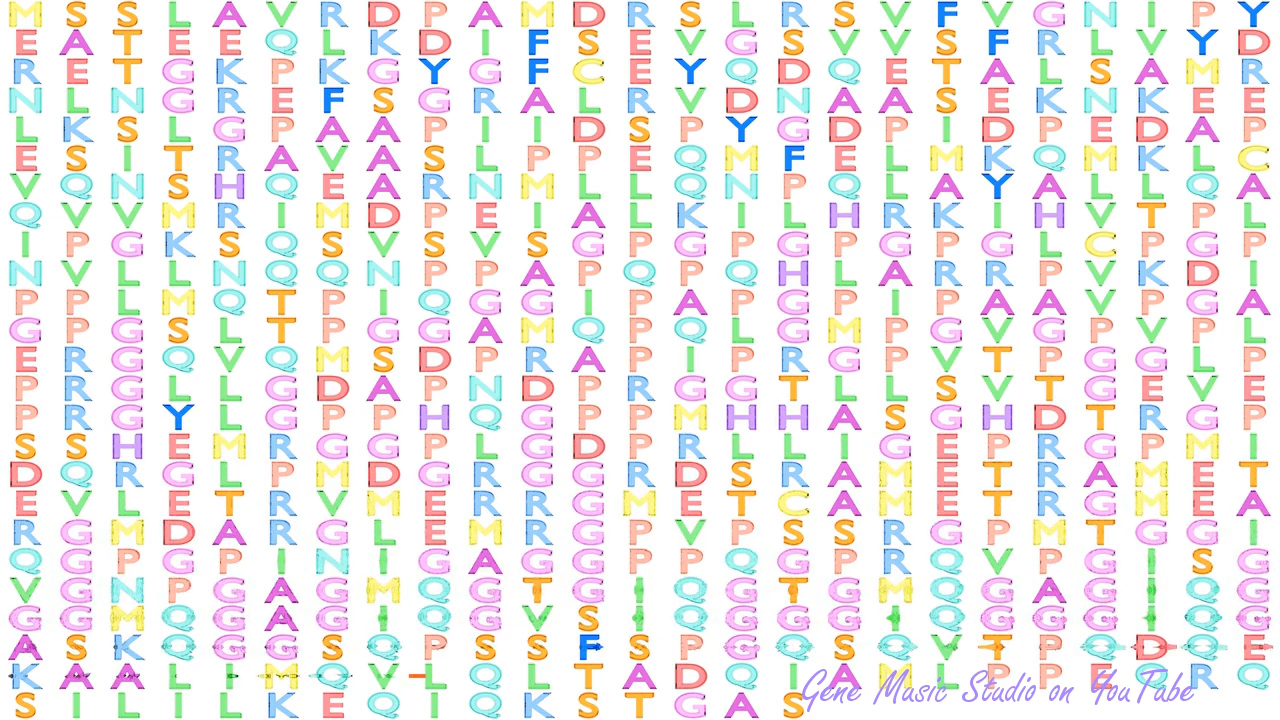 M S S L A V R D P A M D R S L R S V F V G N I P Y
E A T E E Q L K D I F S E V G S V V S F R L V Y D
R E T G K P K G Y G F C E Y Q D Q E T A L S A M R
N L N G R E F S G R A L R V D N A A S E K N K E E
L K S L G P A A P I I D S P Y G D P I D P E D A P
E S I T R A V A S L P P E Q M F E L M K Q M K L C
V Q N S H Q E A R N M L L Q N P Q L A Y A L L Q A
Q V V M R I M D P E I A L K I L H R K I H V T P L
I P G K S Q S V S V S G P G P G P G P G L C P G P
N V L L N Q Q N P P A P Q P Q H L A R R P V K D I
P P L M Q T P I Q G G I P A P G P I P A A V P G A
G P G S L T P G G A M Q P Q L G M P G V G P V P L
E R G Q V Q M S D P R A P I P R G P V T P G G L P
P R G L L G D A P N D P R G G T L L S V T G E V E
P R G Y L G P P H Q G P P M H H A S G H D T R G P
S S H E M R G G P L G D P R L L I G E P R G P M I
D Q R G L P M D G R G G R D S R A M E T R A M E T
E V L E T R V M E R R G M E T C A M E T R G M E A
R G M D A R G L E M R G P V P S S R G P M T G G I
Q G P G P I N I G A G G P P Q G P R Q V P G I S G
V G N P G A G M Q G T G I Q G T G M Q G A G I Q G
G G M Q G A G I Q G V S I Q G G G I Q G G G I Q G
A S K Q G G S Q P S S F S P G Q S Q V T P Q D Q E
K A A L I M Q V L Q L T A D Q I A M L P P E Q R Q
S I L I L K E Q I Q K S T G A S
Gene Music Studio on YouTube